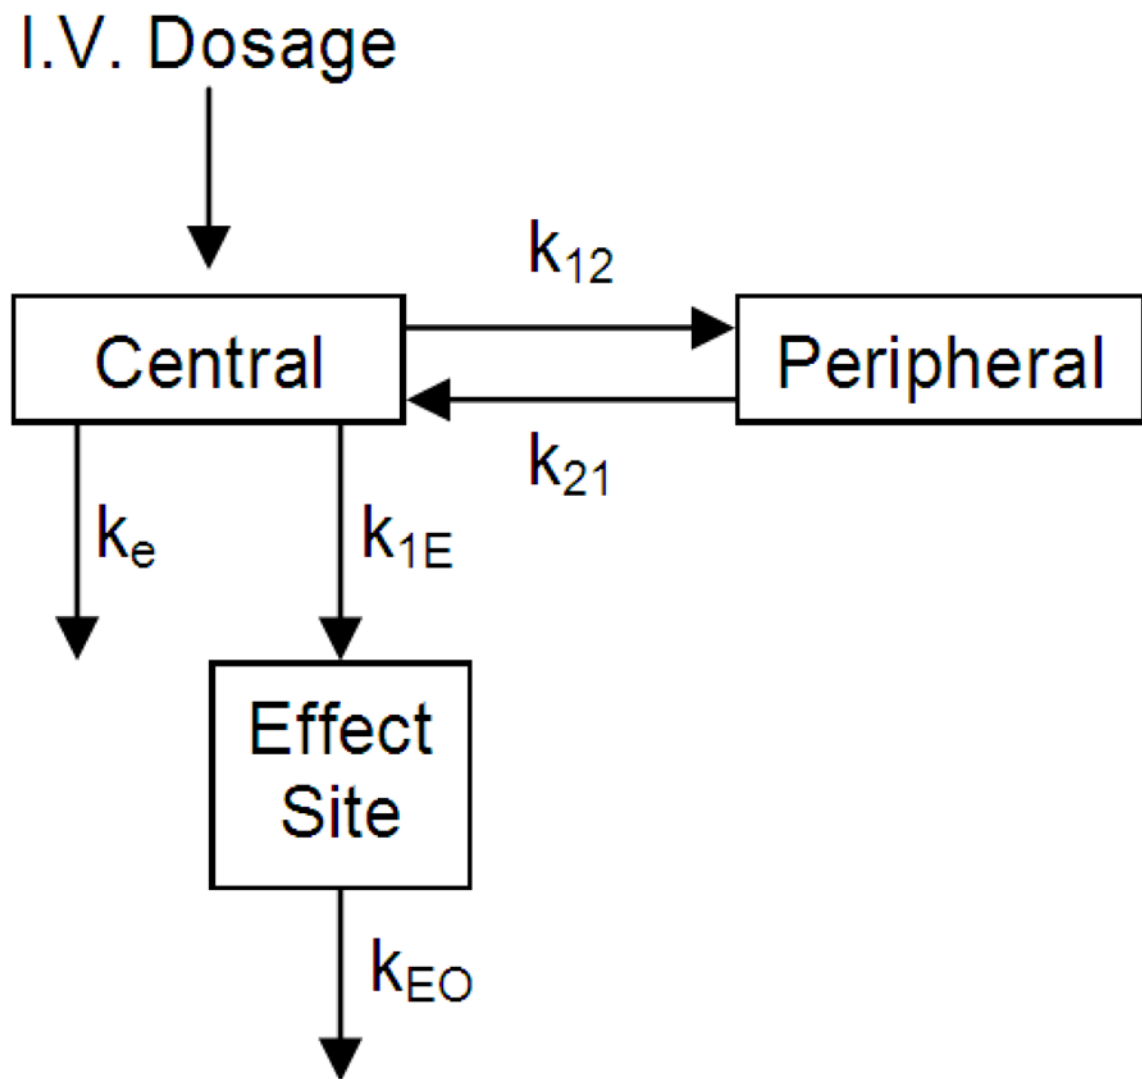 I.V. Dosage
k12
Central
Peripheral
k21
ke
k1E
Effect
Site
kEO